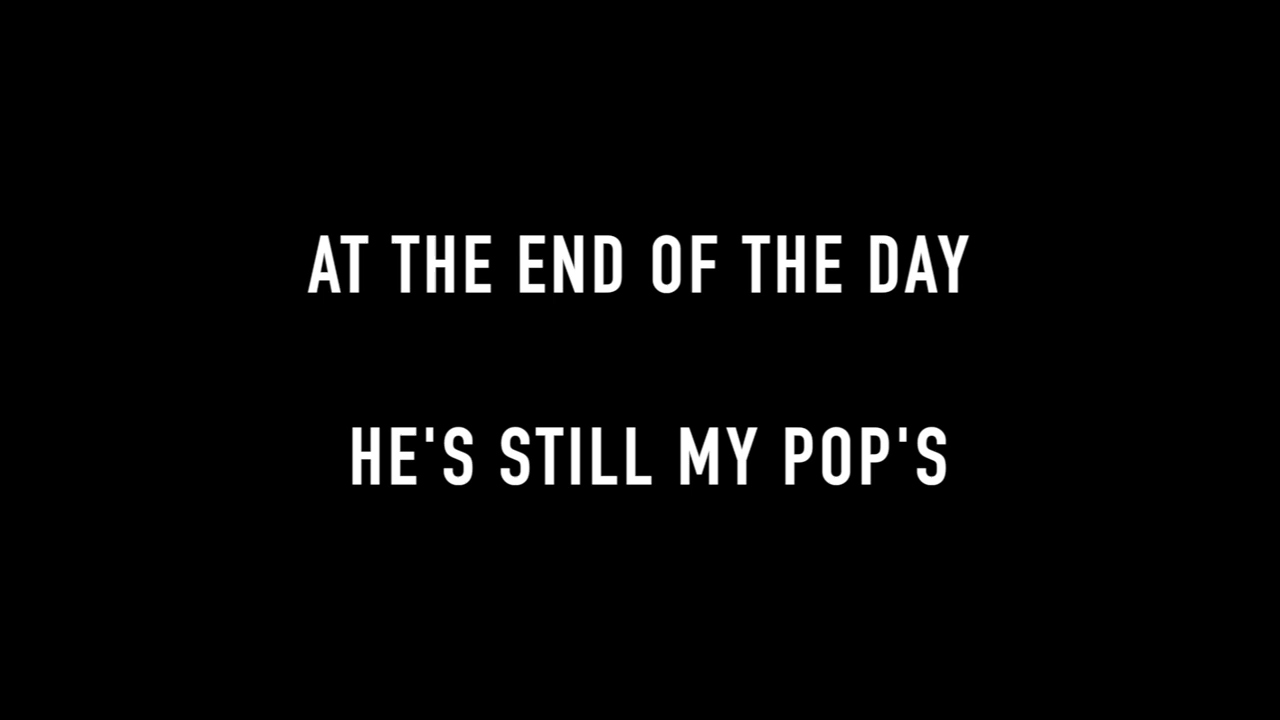 AT THE END OF THE DAY
HE'S STILL MY POP'S